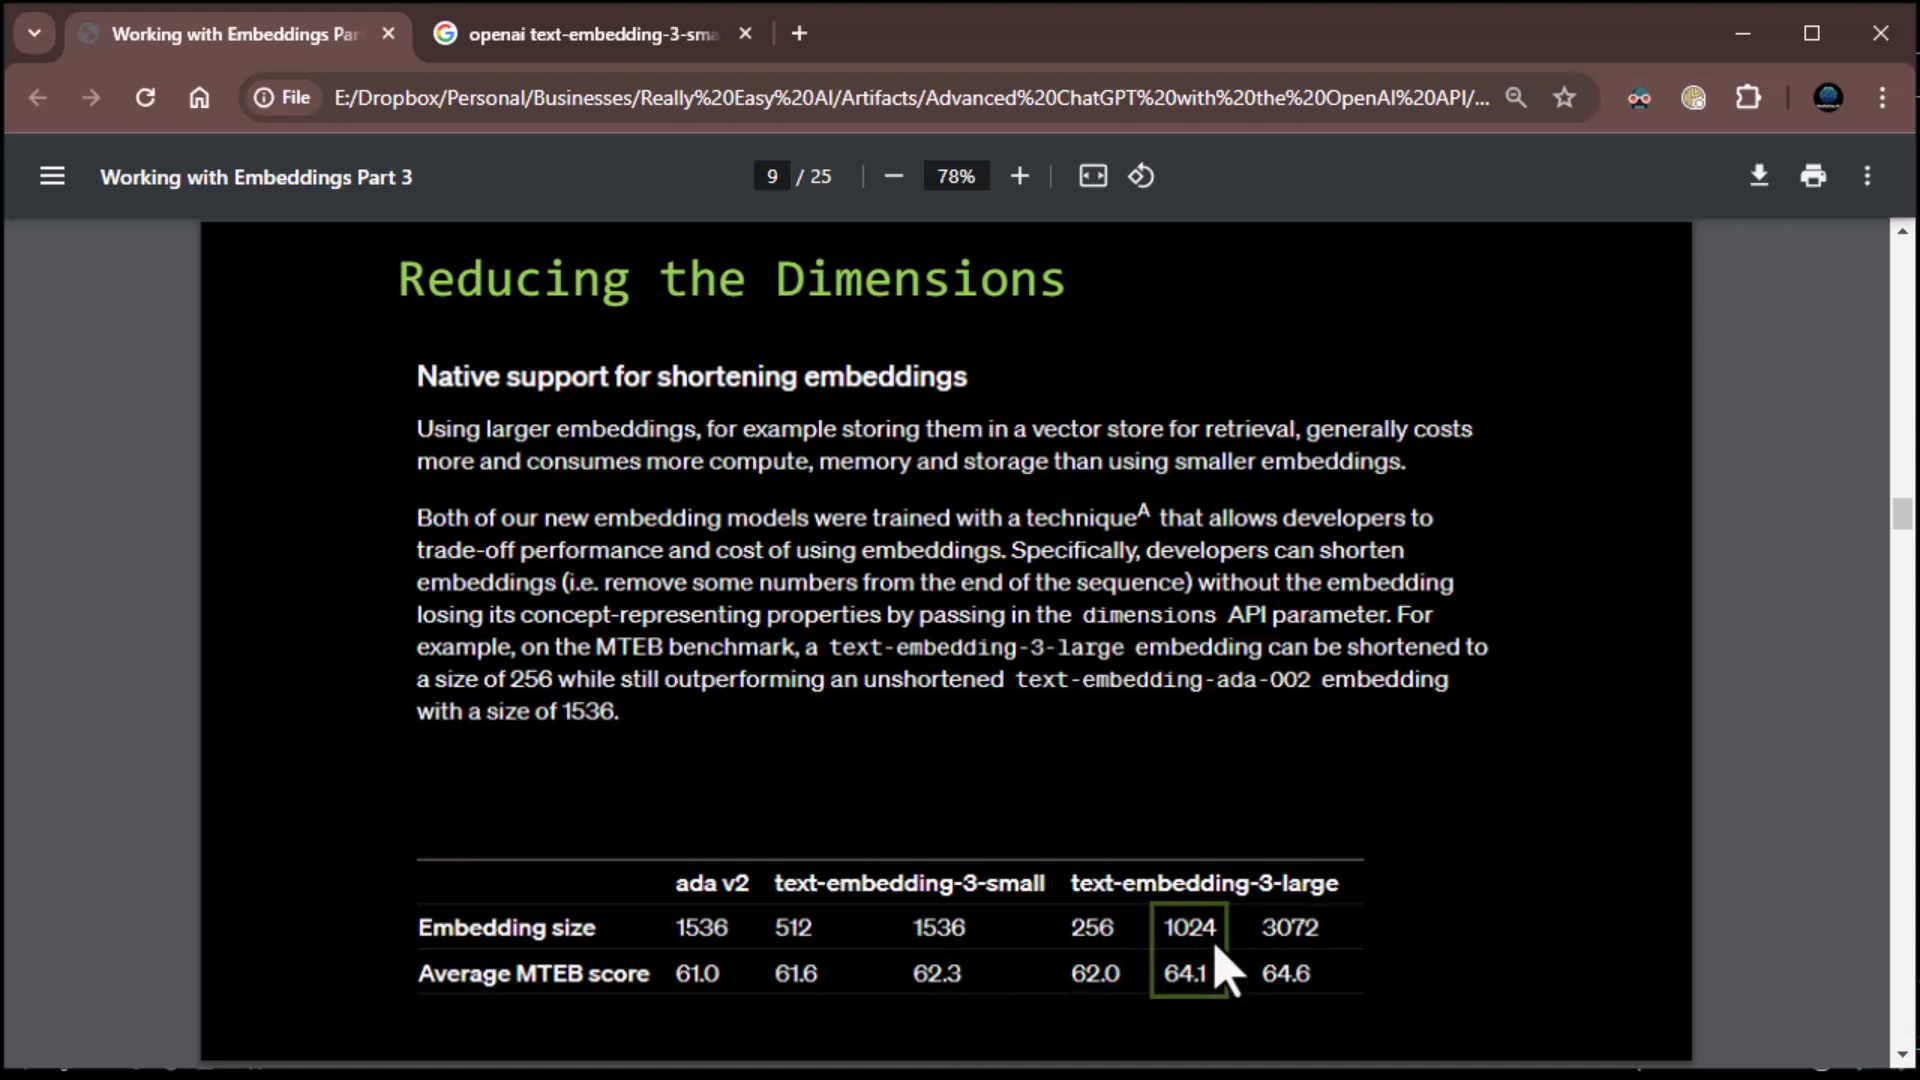 Working with Embeddings Par
openai text-embedding-3-sma
File
E:/Dropbox/Personal/Businesses/Really%20Easy%20AI/Artifacts/Advanced%20ChatGPT%20with%20the%20OpenAI%20API/...
Working with Embeddings Part 3
9 / 25
78%
Reducing the Dimensions
Native support for shortening embeddings
Using larger embeddings, for example storing them in a vector store for retrieval, generally costs
more and consumes more compute, memory and storage than using smaller embeddings.
Both of our new embedding models were trained with a technique^A that allows developers to
trade-off performance and cost of using embeddings. Specifically, developers can shorten
embeddings (i.e. remove some numbers from the end of the sequence) without the embedding
losing its concept-representing properties by passing in the dimensions API parameter. For
example, on the MTEB benchmark, a text-embedding-3-large embedding can be shortened to
a size of 256 while still outperforming an unshortened text-embedding-ada-002 embedding
with a size of 1536.
ada v2 text-embedding-3-small text-embedding-3-large
Embedding size 1536 512 1536 256 1024 3072
Average MTEB score 61.0 61.6 62.3 62.0 64.1 64.6